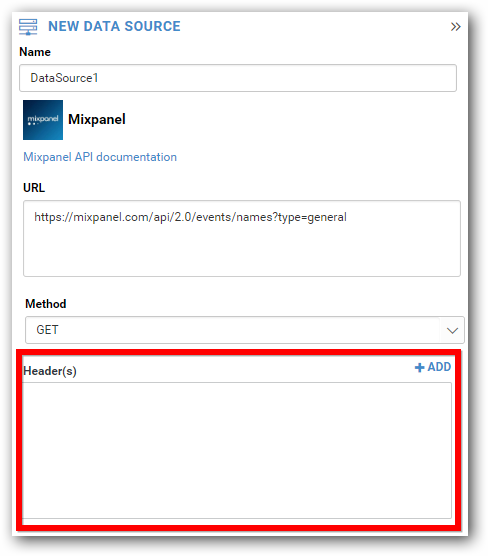 NEW DATA SOURCE
Name
DataSource1
mixpanel
Mixpanel
Mixpanel API documentation
URL
https://mixpanel.com/api/2.0/events/names?type=general
Method
GET
Header(s)
+ ADD